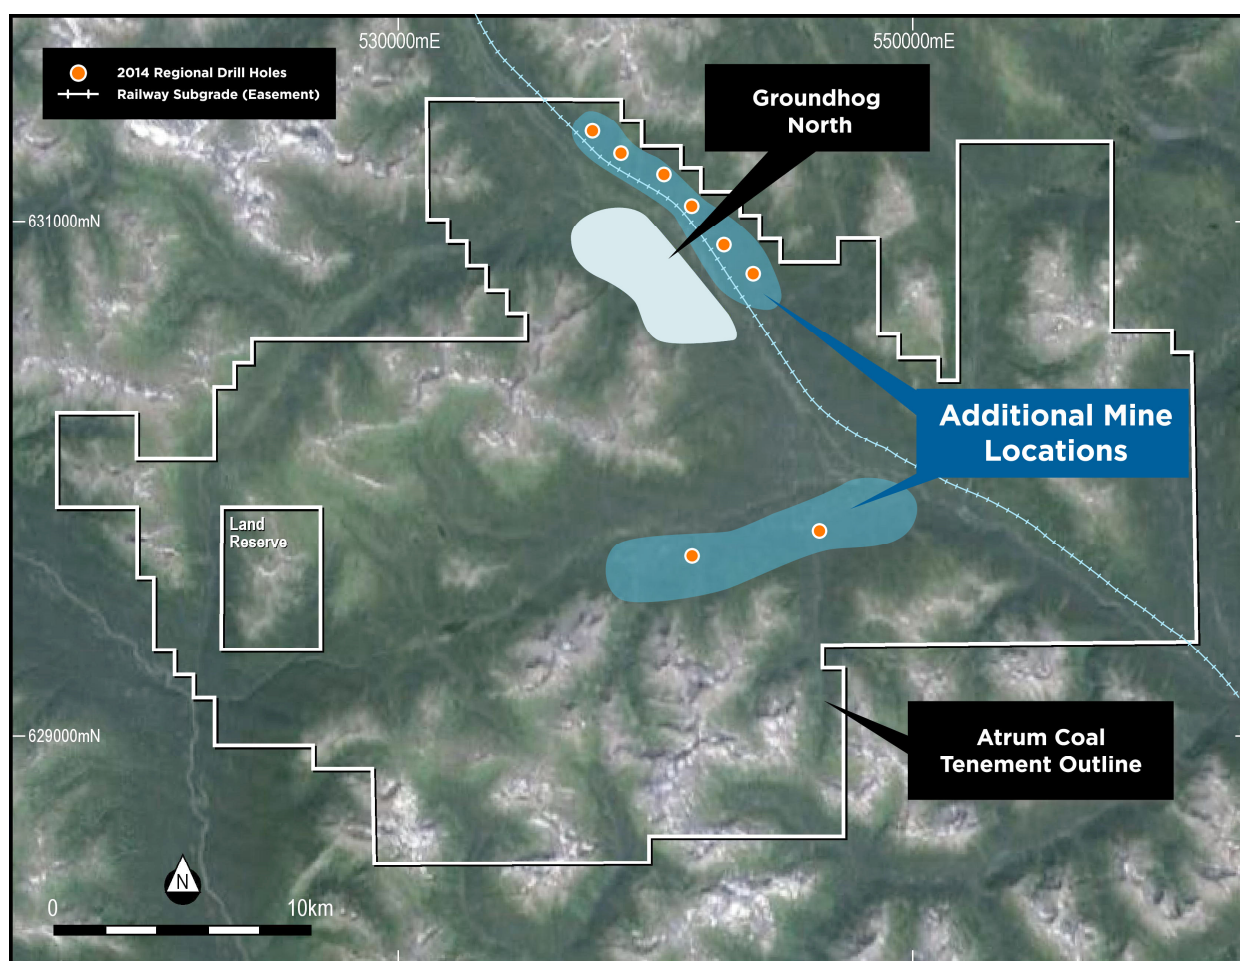 530000mE
550000mE
2014 Regional Drill Holes
Railway Subgrade (Easement)
Groundhog
North
631000mN
Additional Mine
Locations
Land
Reserve
629000mN
Atrum Coal
Tenement Outline
N
0
10km